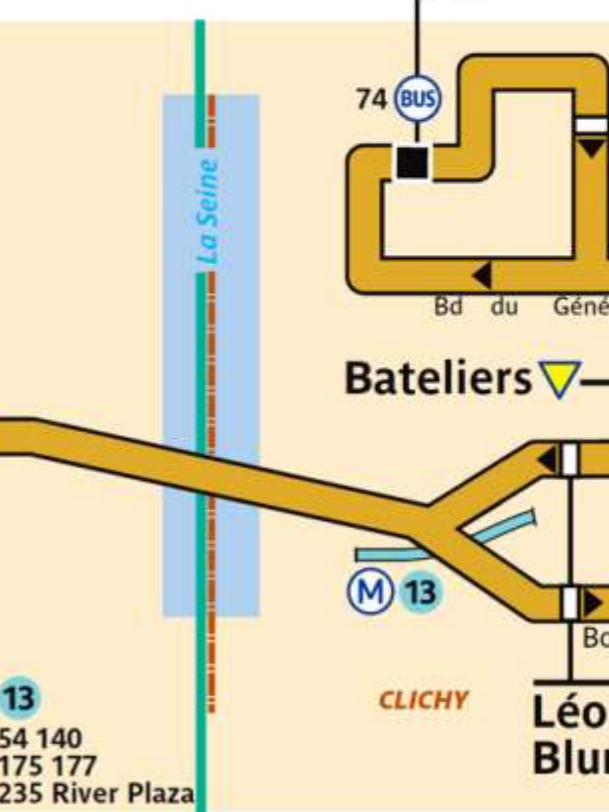 74 BUS
La Seine
Bd du Géné
Bateliers
M 13
13
54 140
175 177
235 River Plaza
CLICHY
Bo
Léo
Blu